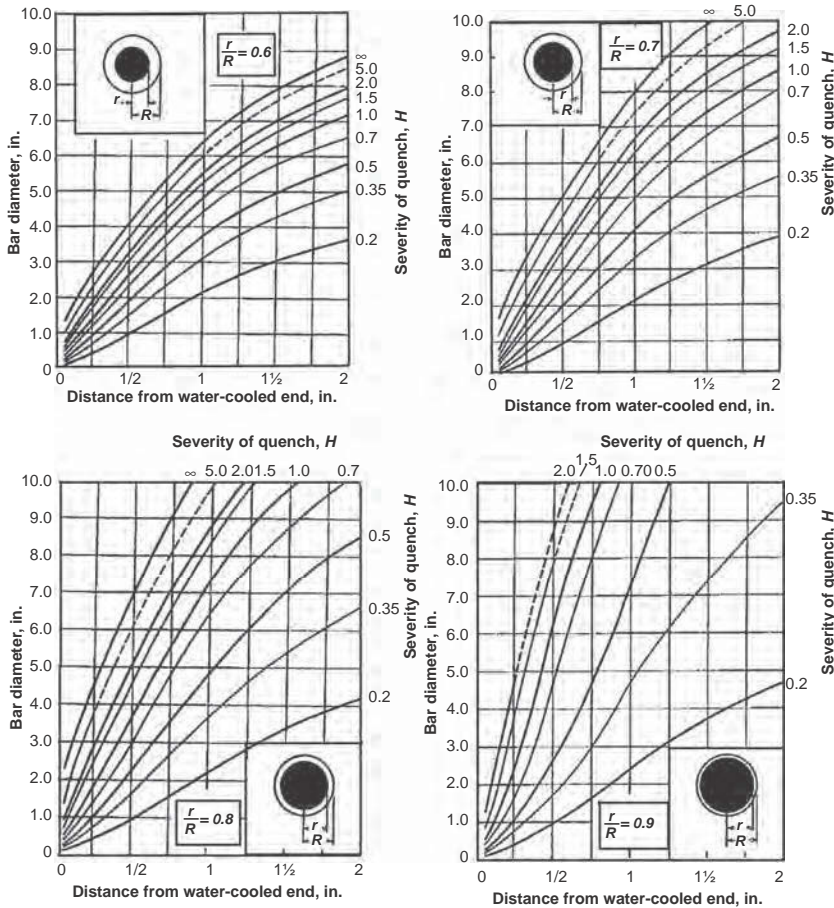 10.0
9.0
8.0
7.0
6.0
5.0
4.0
3.0
2.0
1.0
0
Bar diameter, in.
r
R
r/R = 0.6
∞
5.0
2.0
1.5
1.0
0.7
0.5
0.35
0.2
Severity of quench, H
0 1/2 1 1½ 2
Distance from water-cooled end, in.
10.0
9.0
8.0
7.0
6.0
5.0
4.0
3.0
2.0
1.0
0
Bar diameter, in.
r
R
r/R = 0.7
∞ 5.0
2.0
1.5
1.0
0.7
0.5
0.35
0.2
Severity of quench, H
0 1/2 1 1½ 2
Distance from water-cooled end, in.
Severity of quench, H
∞ 5.0 2.0 1.5 1.0 0.7
10.0
9.0
8.0
7.0
6.0
5.0
4.0
3.0
2.0
1.0
0
Bar diameter, in.
0.5
0.35
0.2
Severity of quench, H
r/R = 0.8
r
R
0 1/2 1 1½ 2
Distance from water-cooled end, in.
Severity of quench, H
1.5
2.0 / 1.0 0.70 0.5
10.0
9.0
8.0
7.0
6.0
5.0
4.0
3.0
2.0
1.0
0
Bar diameter, in.
0.35
0.2
Severity of quench, H
r/R = 0.9
r
R
0 1/2 1 1½ 2
Distance from water-cooled end, in.